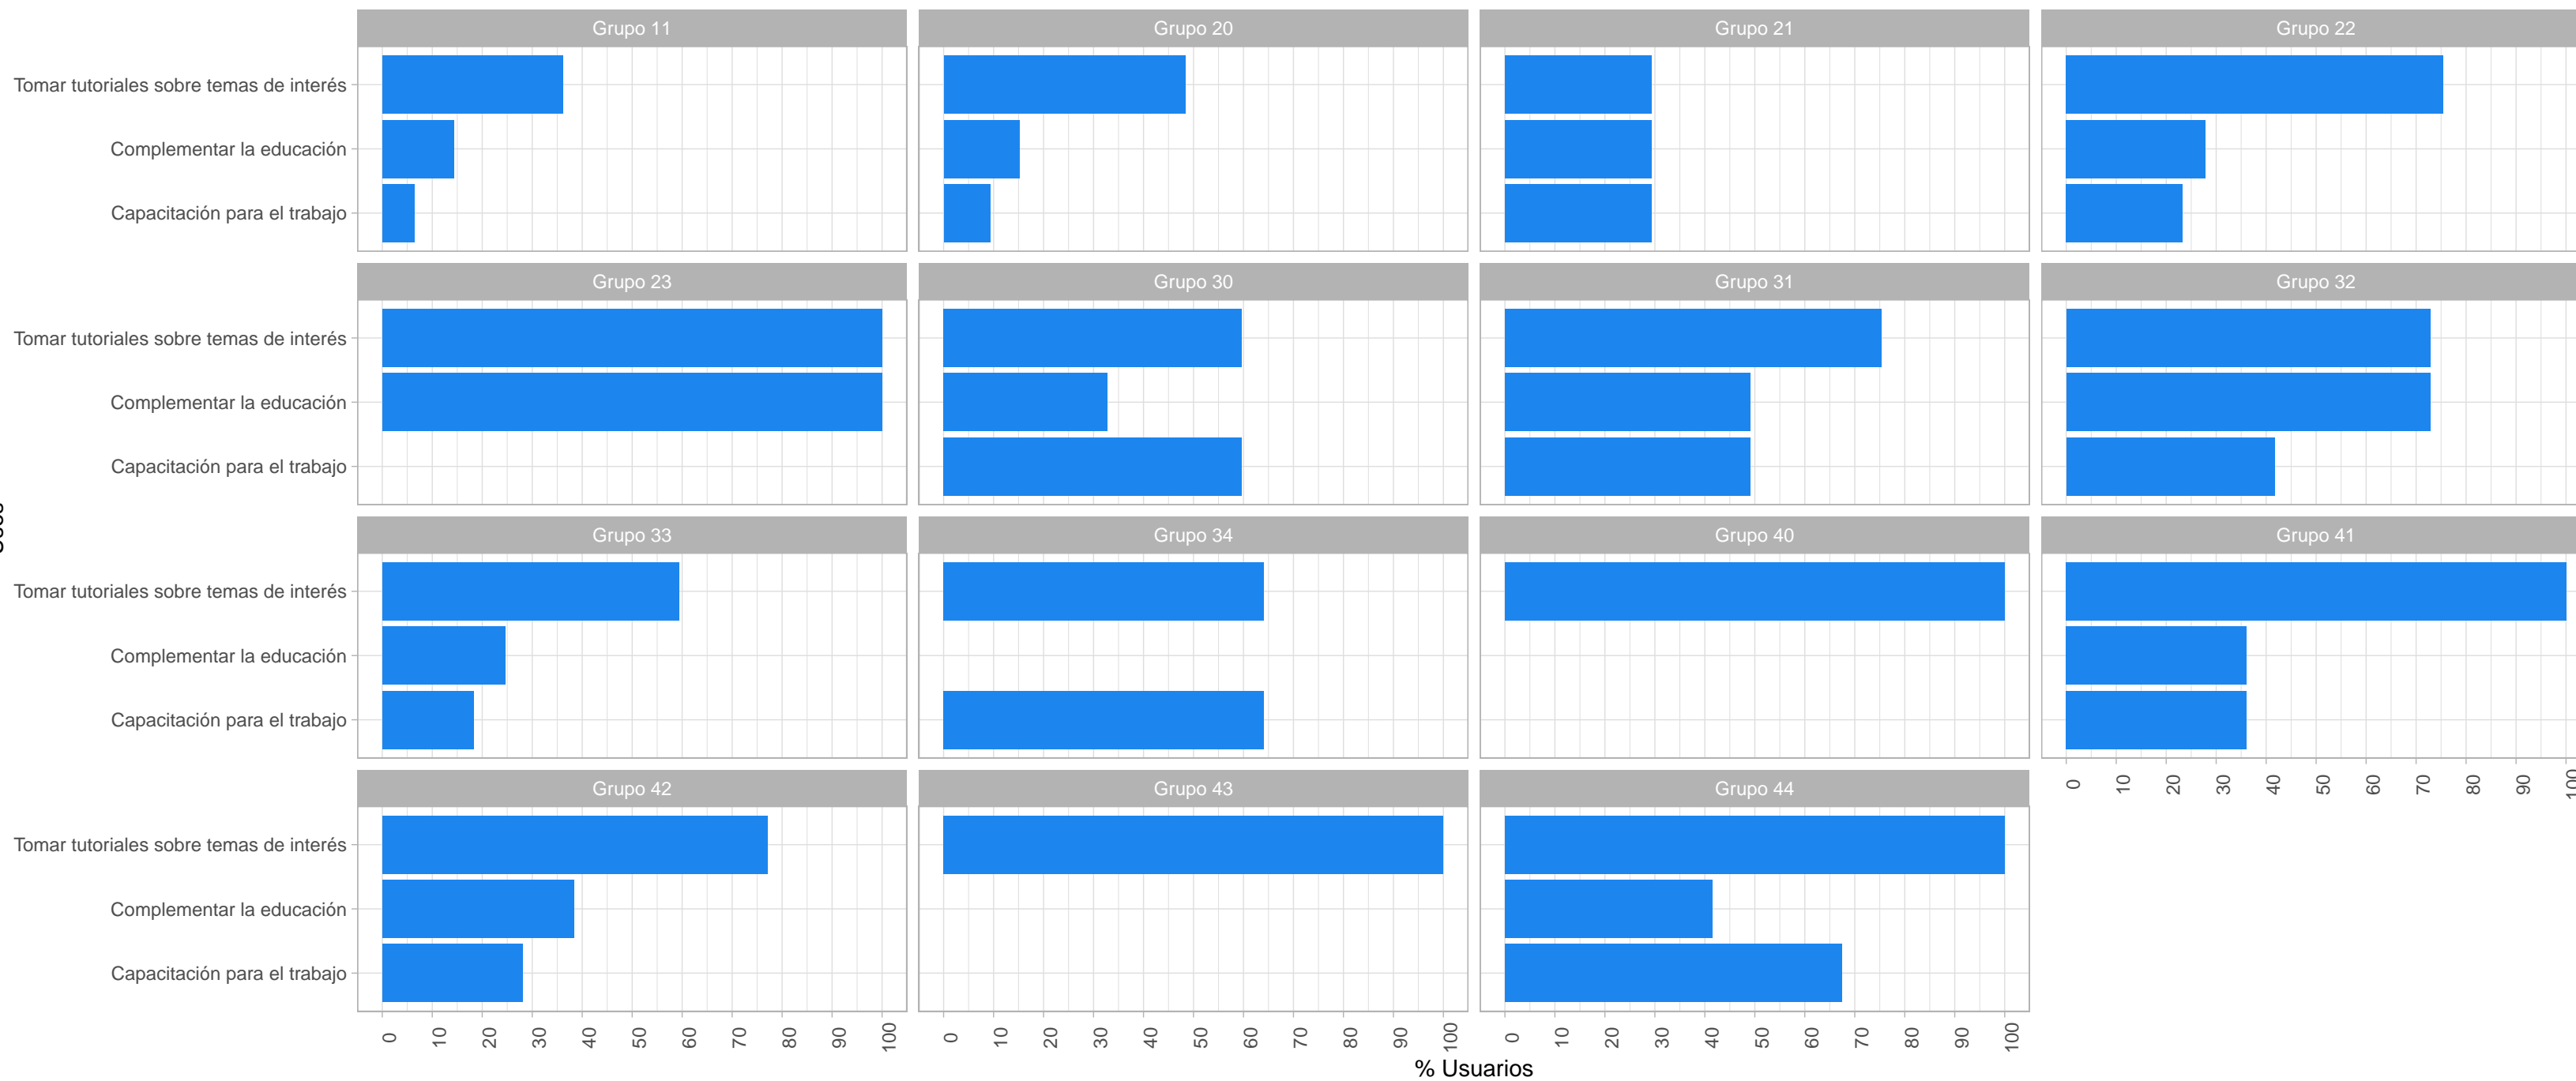 Grupo 11
Grupo 20
Grupo 21
Grupo 22
Tomar tutoriales sobre temas de interés
Complementar la educación
Capacitación para el trabajo
Grupo 23
Grupo 30
Grupo 31
Grupo 32
Tomar tutoriales sobre temas de interés
Complementar la educación
Capacitación para el trabajo
Grupo 33
Grupo 34
Grupo 40
Grupo 41
Tomar tutoriales sobre temas de interés
Complementar la educación
Capacitación para el trabajo
0 10 20 30 40 50 60 70 80 90 100
Grupo 42
Grupo 43
Grupo 44
Tomar tutoriales sobre temas de interés
Complementar la educación
Capacitación para el trabajo
0 10 20 30 40 50 60 70 80 90 100
0 10 20 30 40 50 60 70 80 90 100
0 10 20 30 40 50 60 70 80 90 100
% Usuarios